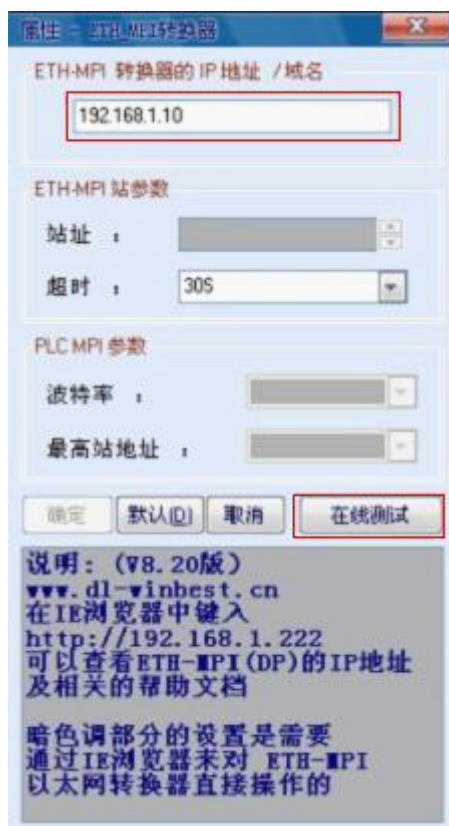 属性 - ETH_MPI转换器
ETH-MPI 转换器的 IP 地址 / 域名
192.168.1.10
ETH-MPI 站参数
站址 :
超时 : 30S
PLC MPI 参数
波特率 :
最高站地址 :
确定 默认(D) 取消 在线测试
说明: (V8.20版)
www.dl-winbest.cn
在IE浏览器中键入
http://192.168.1.222
可以查看ETH-MPI(DP)的IP地址
及相关的帮助文档
暗色调部分的设置是需要
通过IE浏览器来对 ETH-MPI
以太网转换器直接操作的